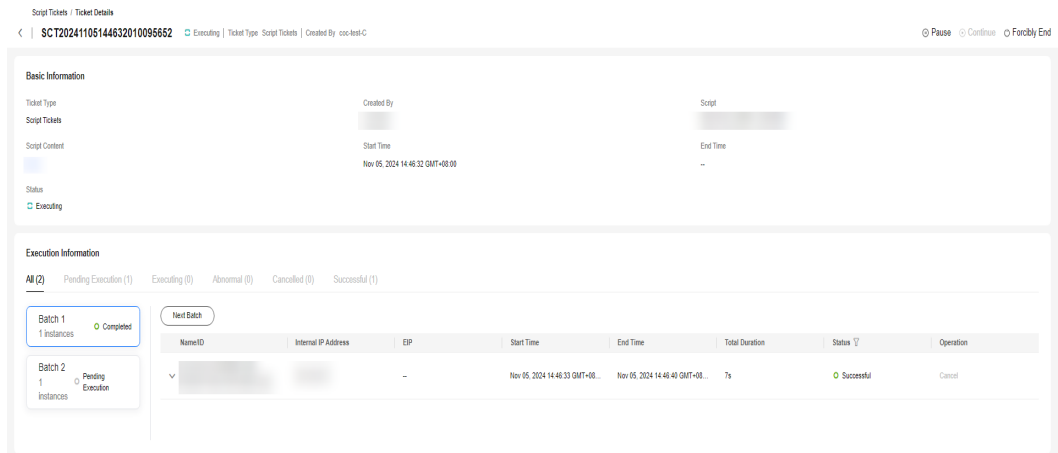 Script Tickets / Ticket Details
SCT20241105144632010095652 Executing | Ticket Type Script Tickets | Created By coc-test-C Pause Continue Forcibly End
Basic Information
Ticket Type Created By Script
Script Tickets
Script Content Start Time End Time
Nov 05, 2024 14:46:32 GMT+08:00 --
Status
Executing
Execution Information
All (2) Pending Execution (1) Executing (0) Abnormal (0) Cancelled (0) Successful (1)
Batch 1
1 instances
Completed
Batch 2
1
instances
Pending
Execution
Next Batch
Name/ID Internal IP Address EIP Start Time End Time Total Duration Status Operation
-- Nov 05, 2024 14:46:33 GMT+08... Nov 05, 2024 14:46:40 GMT+08... 7s Successful Cancel